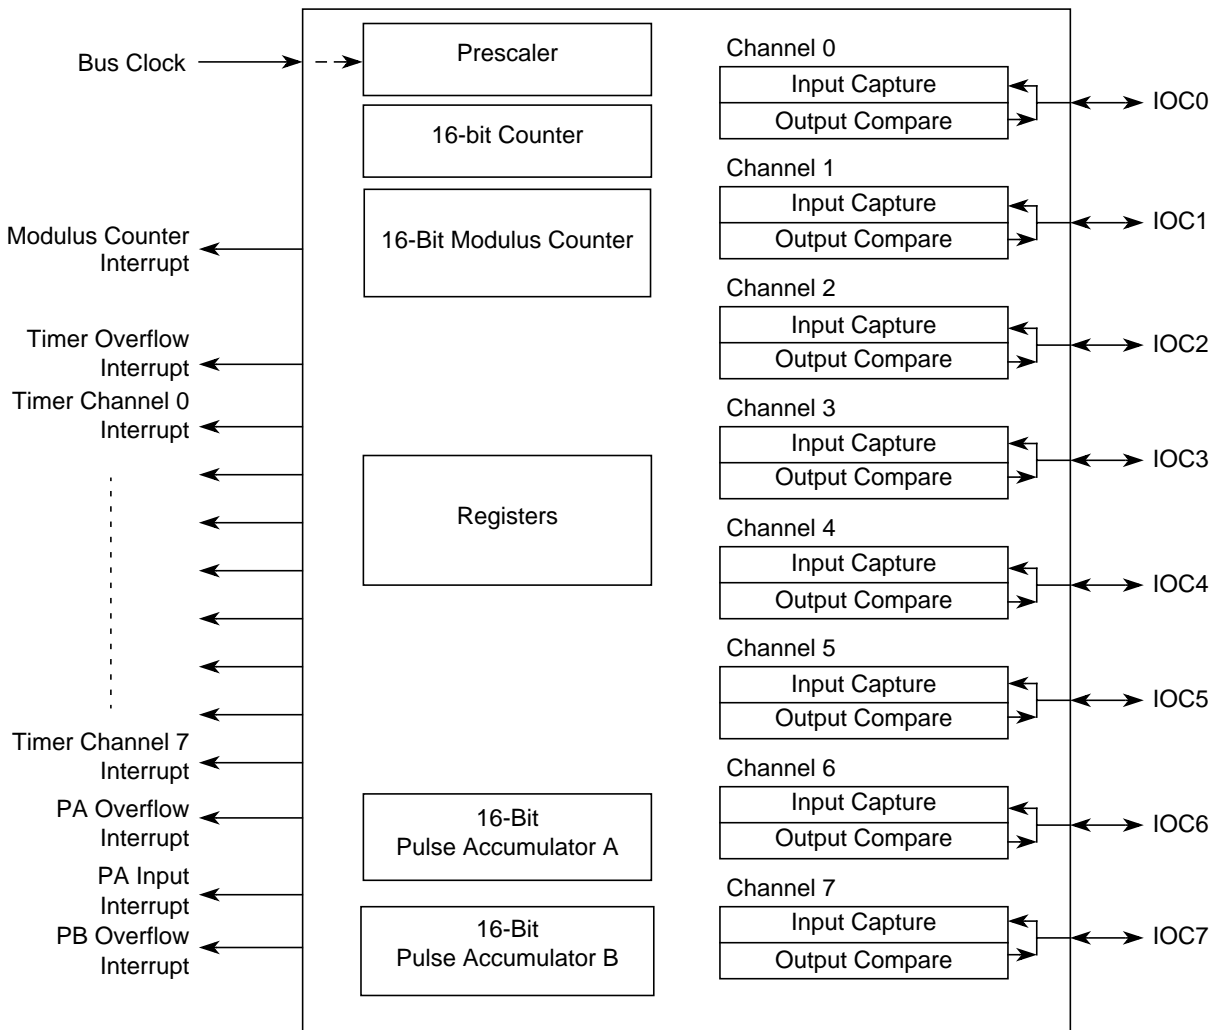 Bus Clock
Modulus Counter
Interrupt
Timer Overflow
Interrupt
Timer Channel 0
Interrupt
Timer Channel 7
Interrupt
PA Overflow
Interrupt
PA Input
Interrupt
PB Overflow
Interrupt
Prescaler
16-bit Counter
16-Bit Modulus Counter
Registers
16-Bit
Pulse Accumulator A
16-Bit
Pulse Accumulator B
Channel 0
Input Capture
Output Compare
IOC0
Channel 1
Input Capture
Output Compare
IOC1
Channel 2
Input Capture
Output Compare
IOC2
Channel 3
Input Capture
Output Compare
IOC3
Channel 4
Input Capture
Output Compare
IOC4
Channel 5
Input Capture
Output Compare
IOC5
Channel 6
Input Capture
Output Compare
IOC6
Channel 7
Input Capture
Output Compare
IOC7